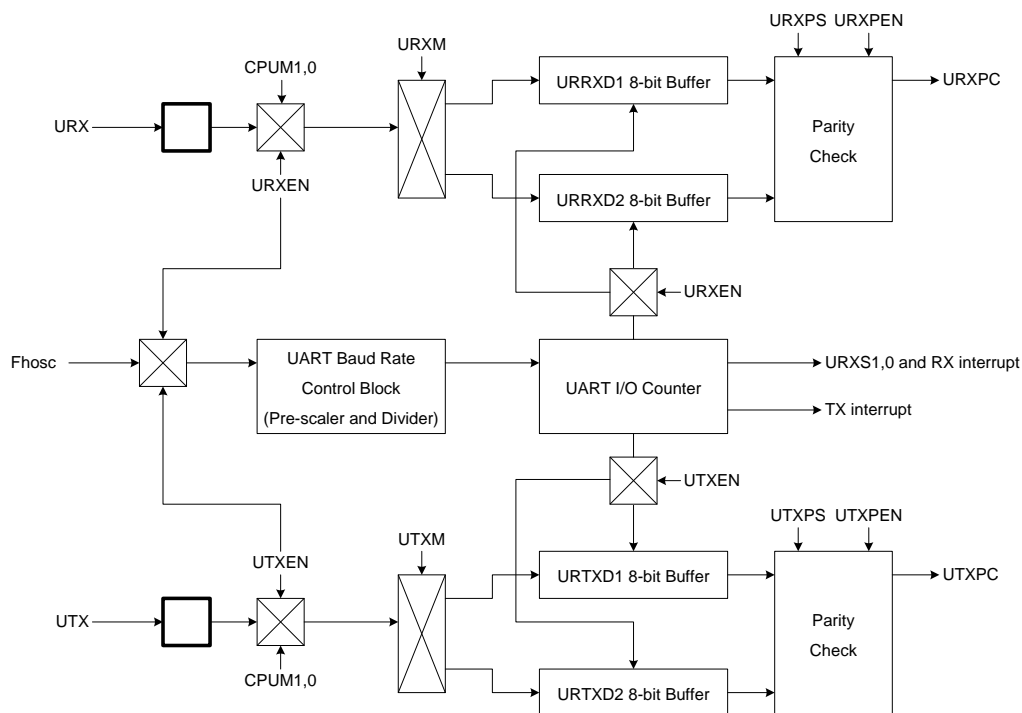 URXPS URXPEN
URXM
CPUM1,0
URRXD1 8-bit Buffer
URXPC
URX
Parity
Check
URXEN
URRXD2 8-bit Buffer
URXEN
Fhosc
UART Baud Rate
Control Block
(Pre-scaler and Divider)
UART I/O Counter
URXS1,0 and RX interrupt
TX interrupt
UTXEN
UTXPS UTXPEN
UTXM
UTXEN
URTXD1 8-bit Buffer
UTXPC
UTX
Parity
Check
CPUM1,0
URTXD2 8-bit Buffer